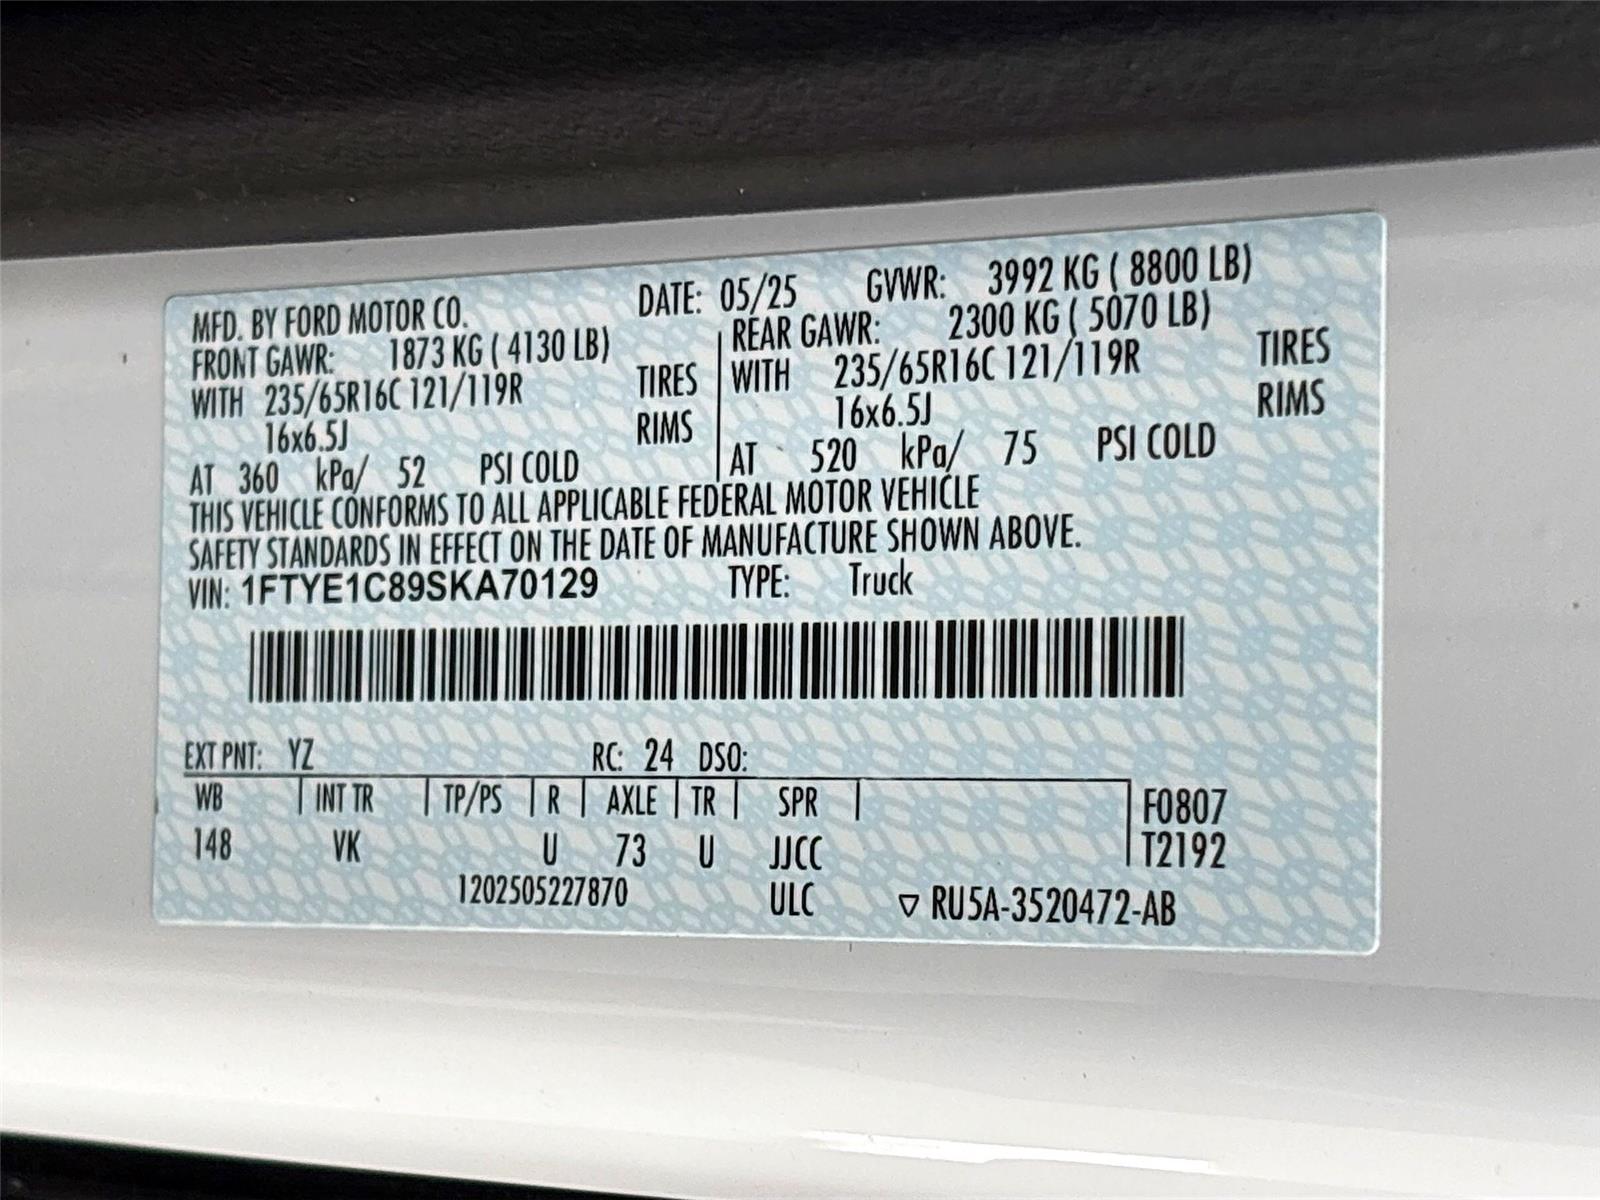 MFD. BY FORD MOTOR CO. DATE: 05/25 GVWR: 3992 KG ( 8800 LB)
FRONT GAWR: 1873 KG ( 4130 LB)
WITH 235/65R16C 121/119R TIRES
16x6.5J RIMS
AT 360 kPa/ 52 PSI COLD
REAR GAWR: 2300 KG ( 5070 LB)
WITH 235/65R16C 121/119R TIRES
16x6.5J RIMS
AT 520 kPa/ 75 PSI COLD
THIS VEHICLE CONFORMS TO ALL APPLICABLE FEDERAL MOTOR VEHICLE
SAFETY STANDARDS IN EFFECT ON THE DATE OF MANUFACTURE SHOWN ABOVE.
VIN: 1FTYE1C89SKA70129 TYPE: Truck
EXT PNT: YZ RC: 24 DSO:
WB INT TR TP/PS R AXLE TR SPR F0807
148 VK U 73 U JJCC T2192
1202505227870 ULC ▽ RU5A-3520472-AB